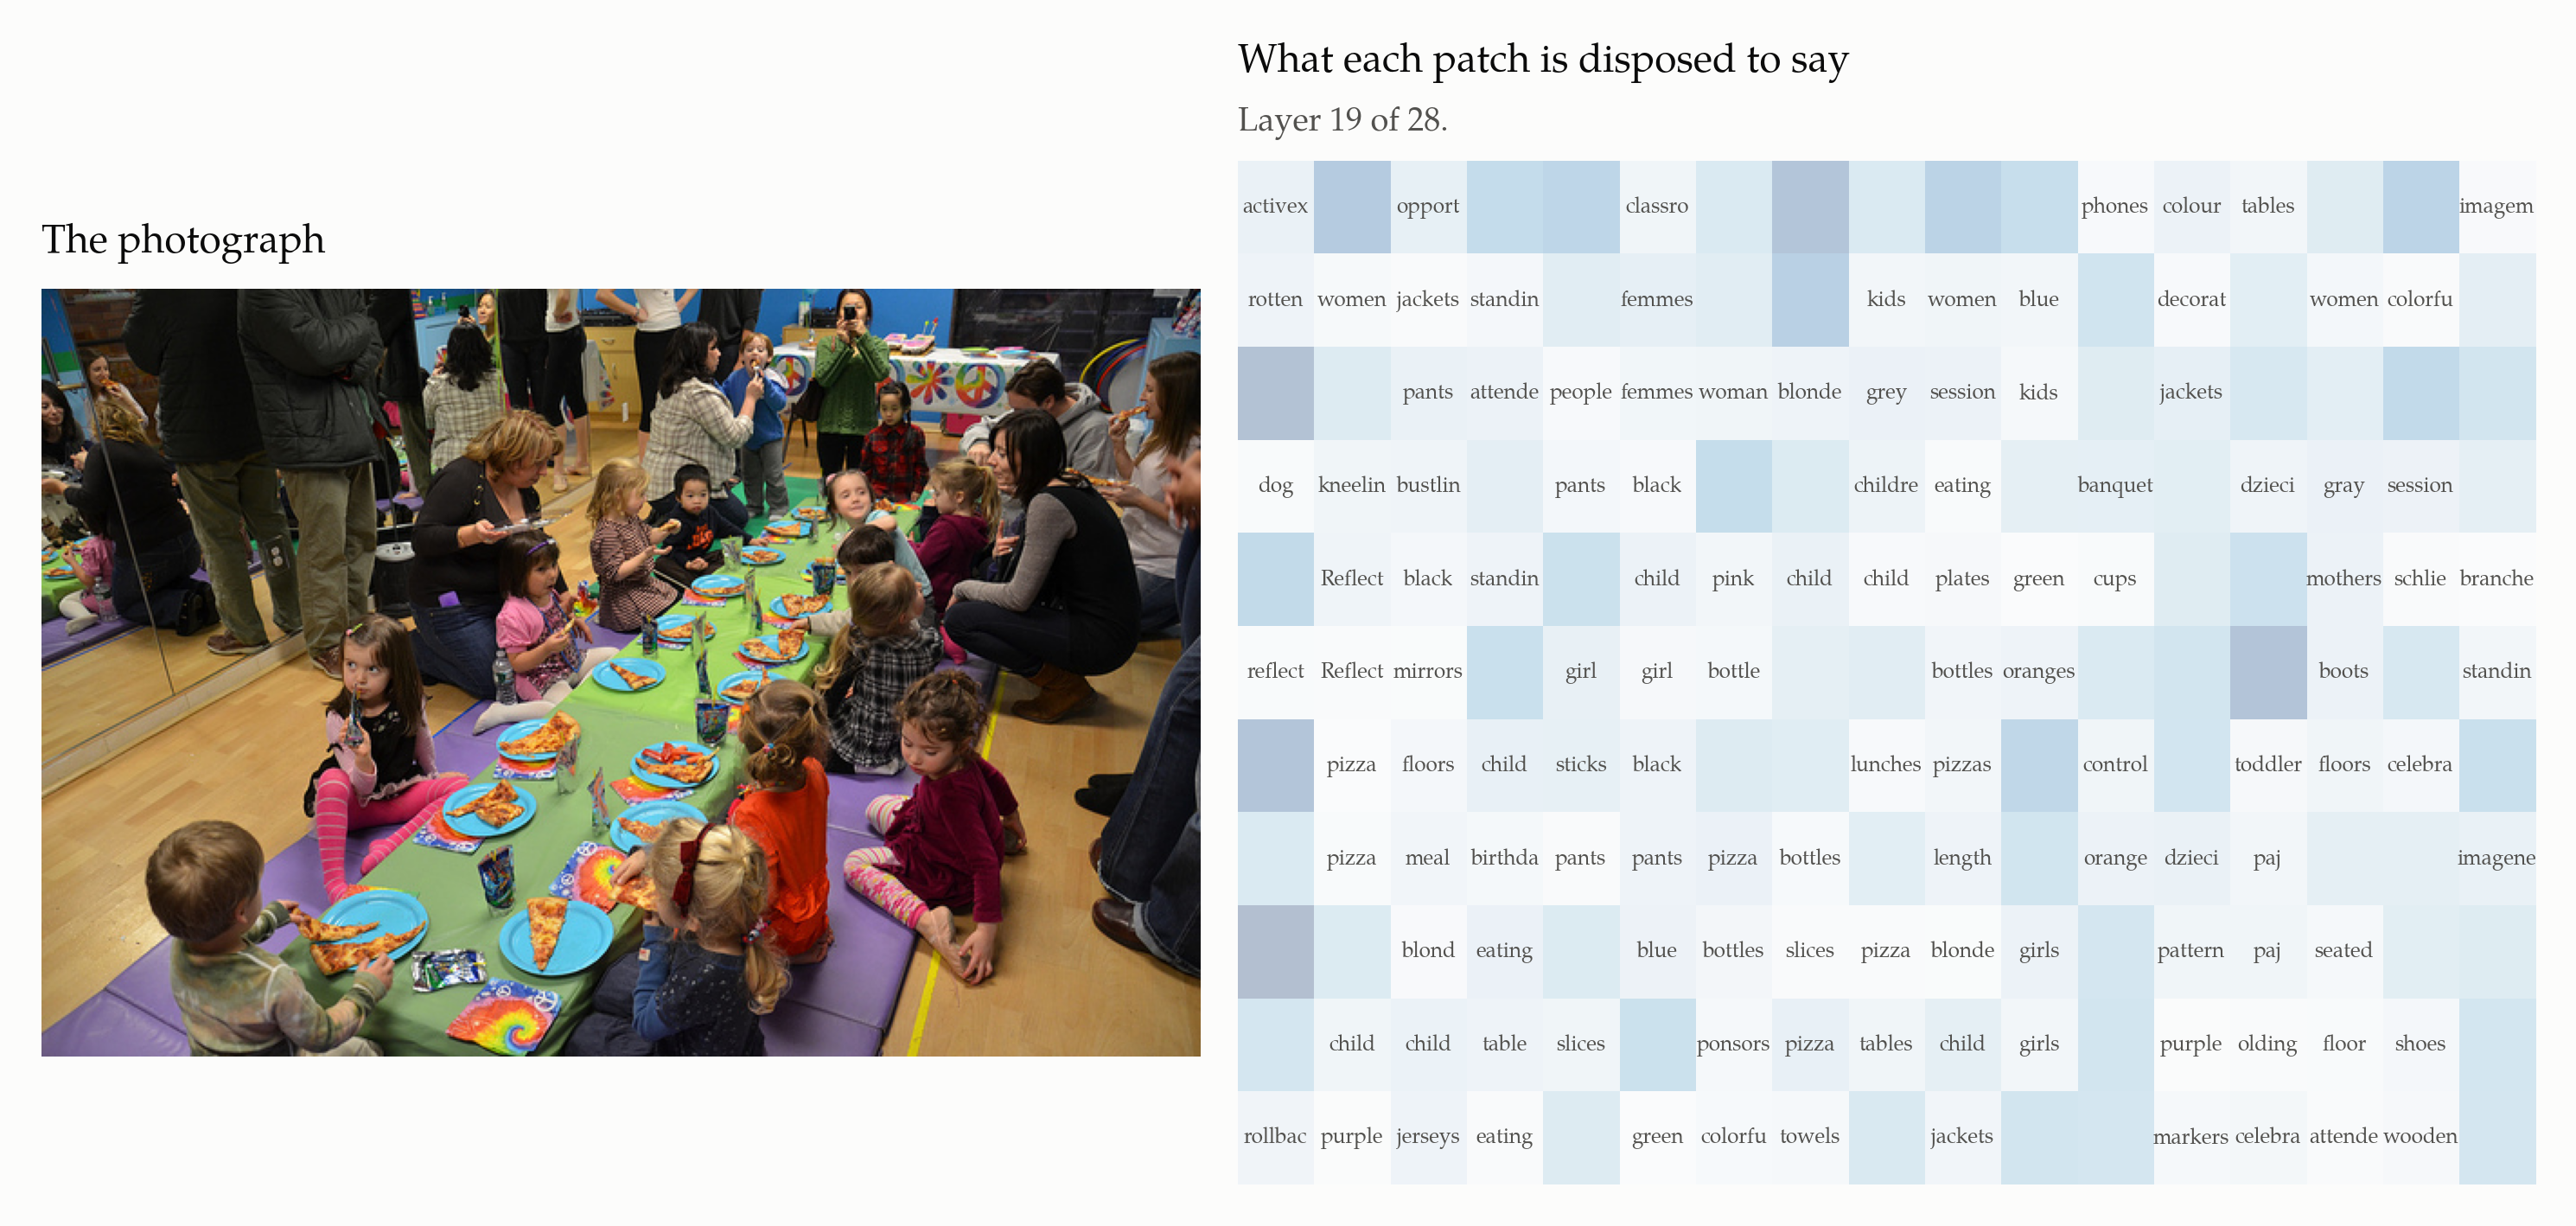 What each patch is disposed to say
Layer 19 of 28.
The photograph
activex opport classro phones colour tables imagem
rotten women jackets standin femmes kids women blue decorat women colorfu
pants attende people femmes woman blonde grey session kids jackets
dog kneelin bustlin pants black childre eating banquet dzieci gray session
Reflect black standin child pink child child plates green cups mothers schlie branche
reflect Reflect mirrors girl girl bottle bottles oranges boots standin
pizza floors child sticks black lunches pizzas control toddler floors celebra
pizza meal birthda pants pants pizza bottles length orange dzieci paj imagene
blond eating blue bottles slices pizza blonde girls pattern paj seated
child child table slices ponsors pizza tables child girls purple olding floor shoes
rollbac purple jerseys eating green colorfu towels jackets markers celebra attende wooden